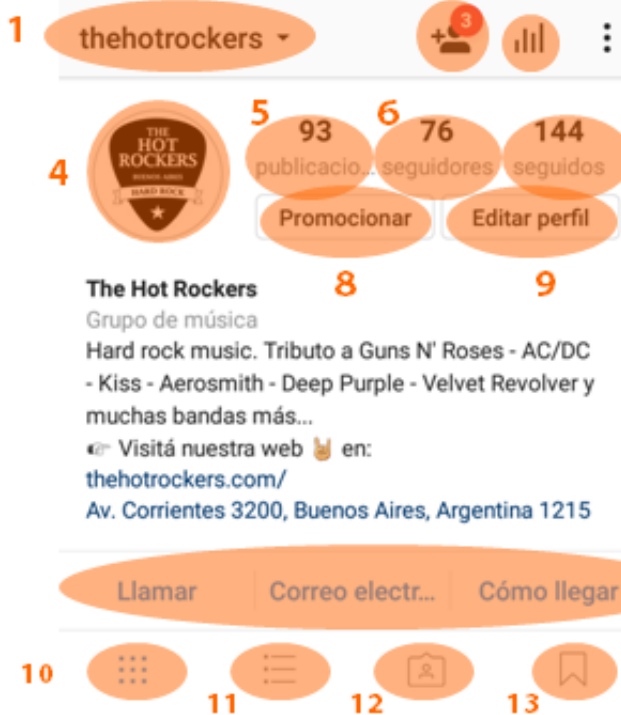 1 thehotrockers 3
5 6
93 76 144
publicacio... seguidores seguidos
4 THE
HOT
ROCKERS
BUENOS AIRES
HARD ROCK
Promocionar Editar perfil
8 9
The Hot Rockers
Grupo de música
Hard rock music. Tributo a Guns N' Roses - AC/DC
- Kiss - Aerosmith - Deep Purple - Velvet Revolver y
muchas bandas más...
👉 Visitá nuestra web 🤘 en:
thehotrockers.com/
Av. Corrientes 3200, Buenos Aires, Argentina 1215
Llamar Correo electr... Cómo llegar
10 11 12 13